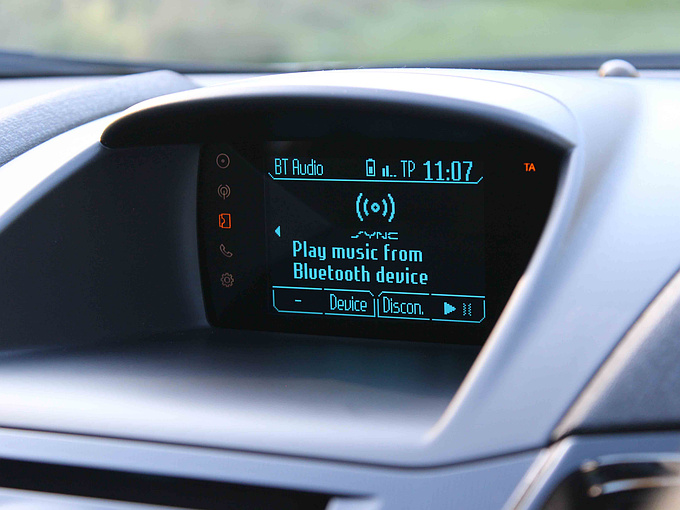 BT Audio TP 11:07
TA
SYNC
Play music from
Bluetooth device
- Device Discon.